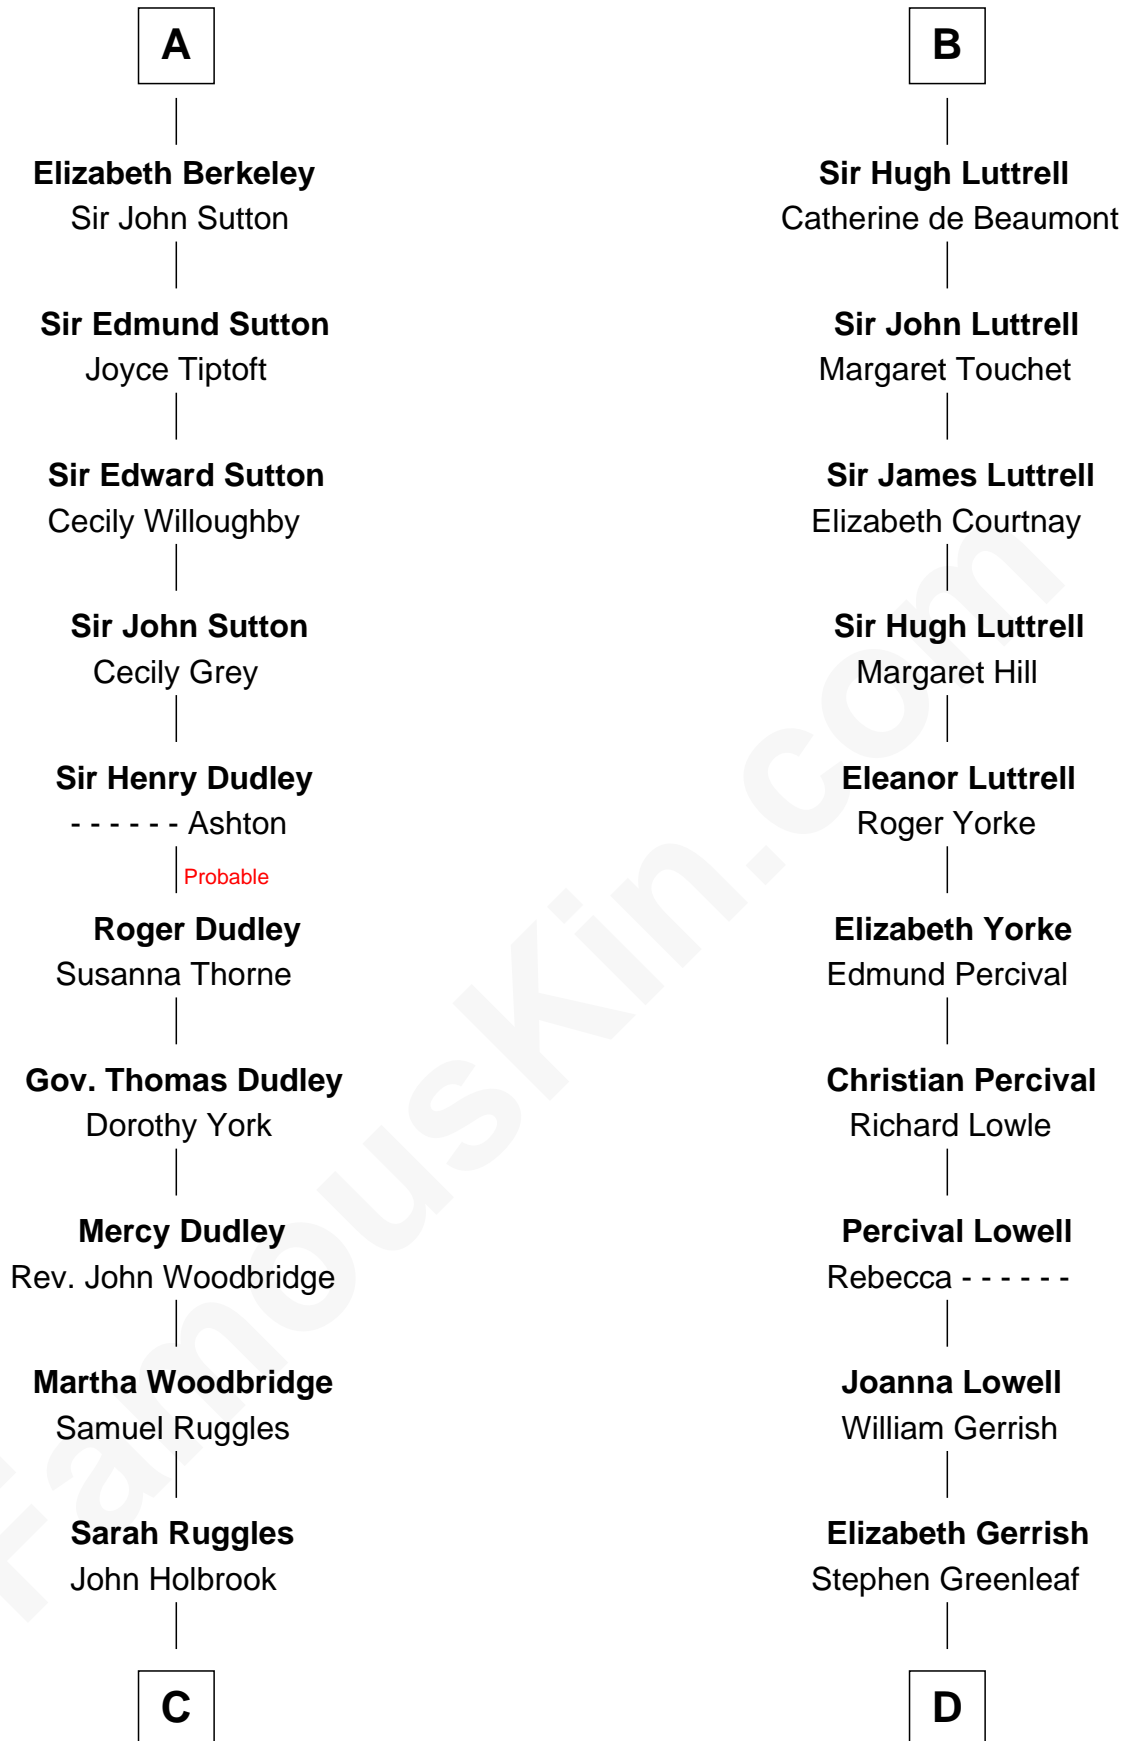 A
Elizabeth Berkeley
Sir John Sutton
Sir Edmund Sutton
Joyce Tiptoft
Sir Edward Sutton
Cecily Willoughby
Sir John Sutton
Cecily Grey
Sir Henry Dudley
- - - - - - Ashton
Probable
Roger Dudley
Susanna Thorne
Gov. Thomas Dudley
Dorothy York
Mercy Dudley
Rev. John Woodbridge
Martha Woodbridge
Samuel Ruggles
Sarah Ruggles
John Holbrook
C
B
Sir Hugh Luttrell
Catherine de Beaumont
Sir John Luttrell
Margaret Touchet
Sir James Luttrell
Elizabeth Courtnay
Sir Hugh Luttrell
Margaret Hill
Eleanor Luttrell
Roger Yorke
Elizabeth Yorke
Edmund Percival
Christian Percival
Richard Lowle
Percival Lowell
Rebecca - - - - - -
Joanna Lowell
William Gerrish
Elizabeth Gerrish
Stephen Greenleaf
D
FamousKin.com